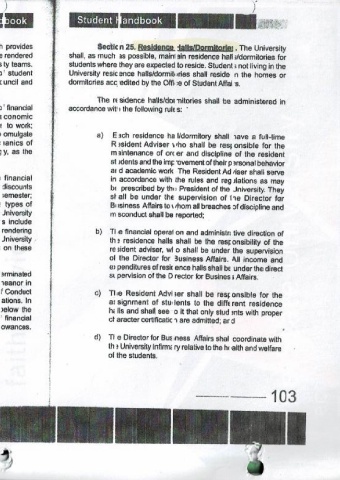 dbook
n provides
e rendered
ty teams.
student
uncil and
financial
conomic
to work;
omulgate
anics of
y, as the
financial
discounts
semester;
types of
University
s include
rendering
University
on these
erminated
neanor in
f Conduct
ations. In
below the
financial
owances.
Student Handbook
Section 25. Residence Halls/Dormitories. The University
shall, as much as possible, maintain residence hall/dormitories for
students where they are expected to reside. Students not living in the
University residence halls/dormitories shall reside in the homes or
dormitories accredited by the Office of Student Affairs.
The residence halls/dormitories shall be administered in
accordance with the following rules:
a) Each residence hall/dormitory shall have a full-time
Resident Adviser who shall be responsible for the
maintenance of order and discipline of the resident
students and the improvement of their personal behavior
and academic work. The Resident Adviser shall serve
in accordance with the rules and regulations as may
be prescribed by the President of the University. They
shall be under the supervision of the Director for
Business Affairs to whom all breaches of discipline and
misconduct shall be reported;
b) The financial operation and administrative direction of
the residence halls shall be the responsibility of the
resident adviser, who shall be under the supervision
of the Director for Business Affairs. All income and
expenditures of residence halls shall be under the direct
supervision of the Director for Business Affairs.
c) The Resident Adviser shall be responsible for the
assignment of students to the different residence
halls and shall see to it that only students with proper
character certification are admitted; and
d) The Director for Business Affairs shall coordinate with
the University Infirmary relative to the health and welfare
of the students.
103